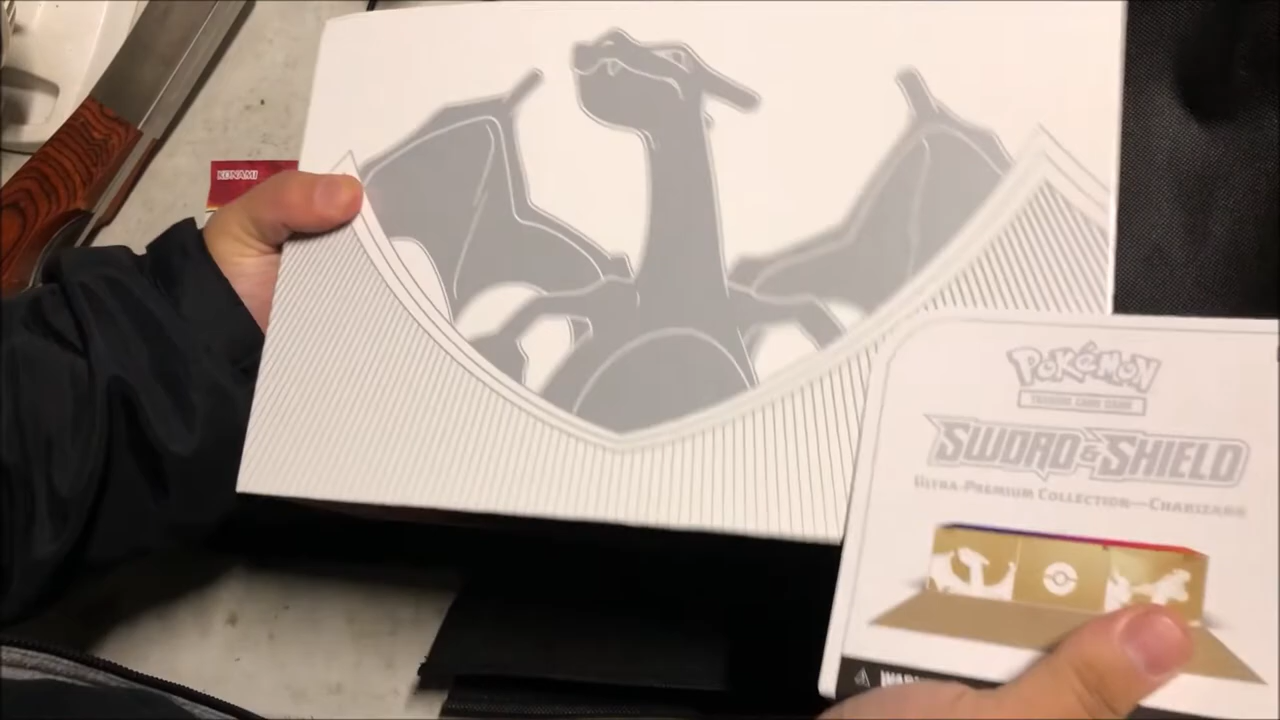 KONAMI
POKéMON
TRADING CARD GAME
SWORD & SHIELD
ULTRA-PREMIUM COLLECTION—CHARIZARD